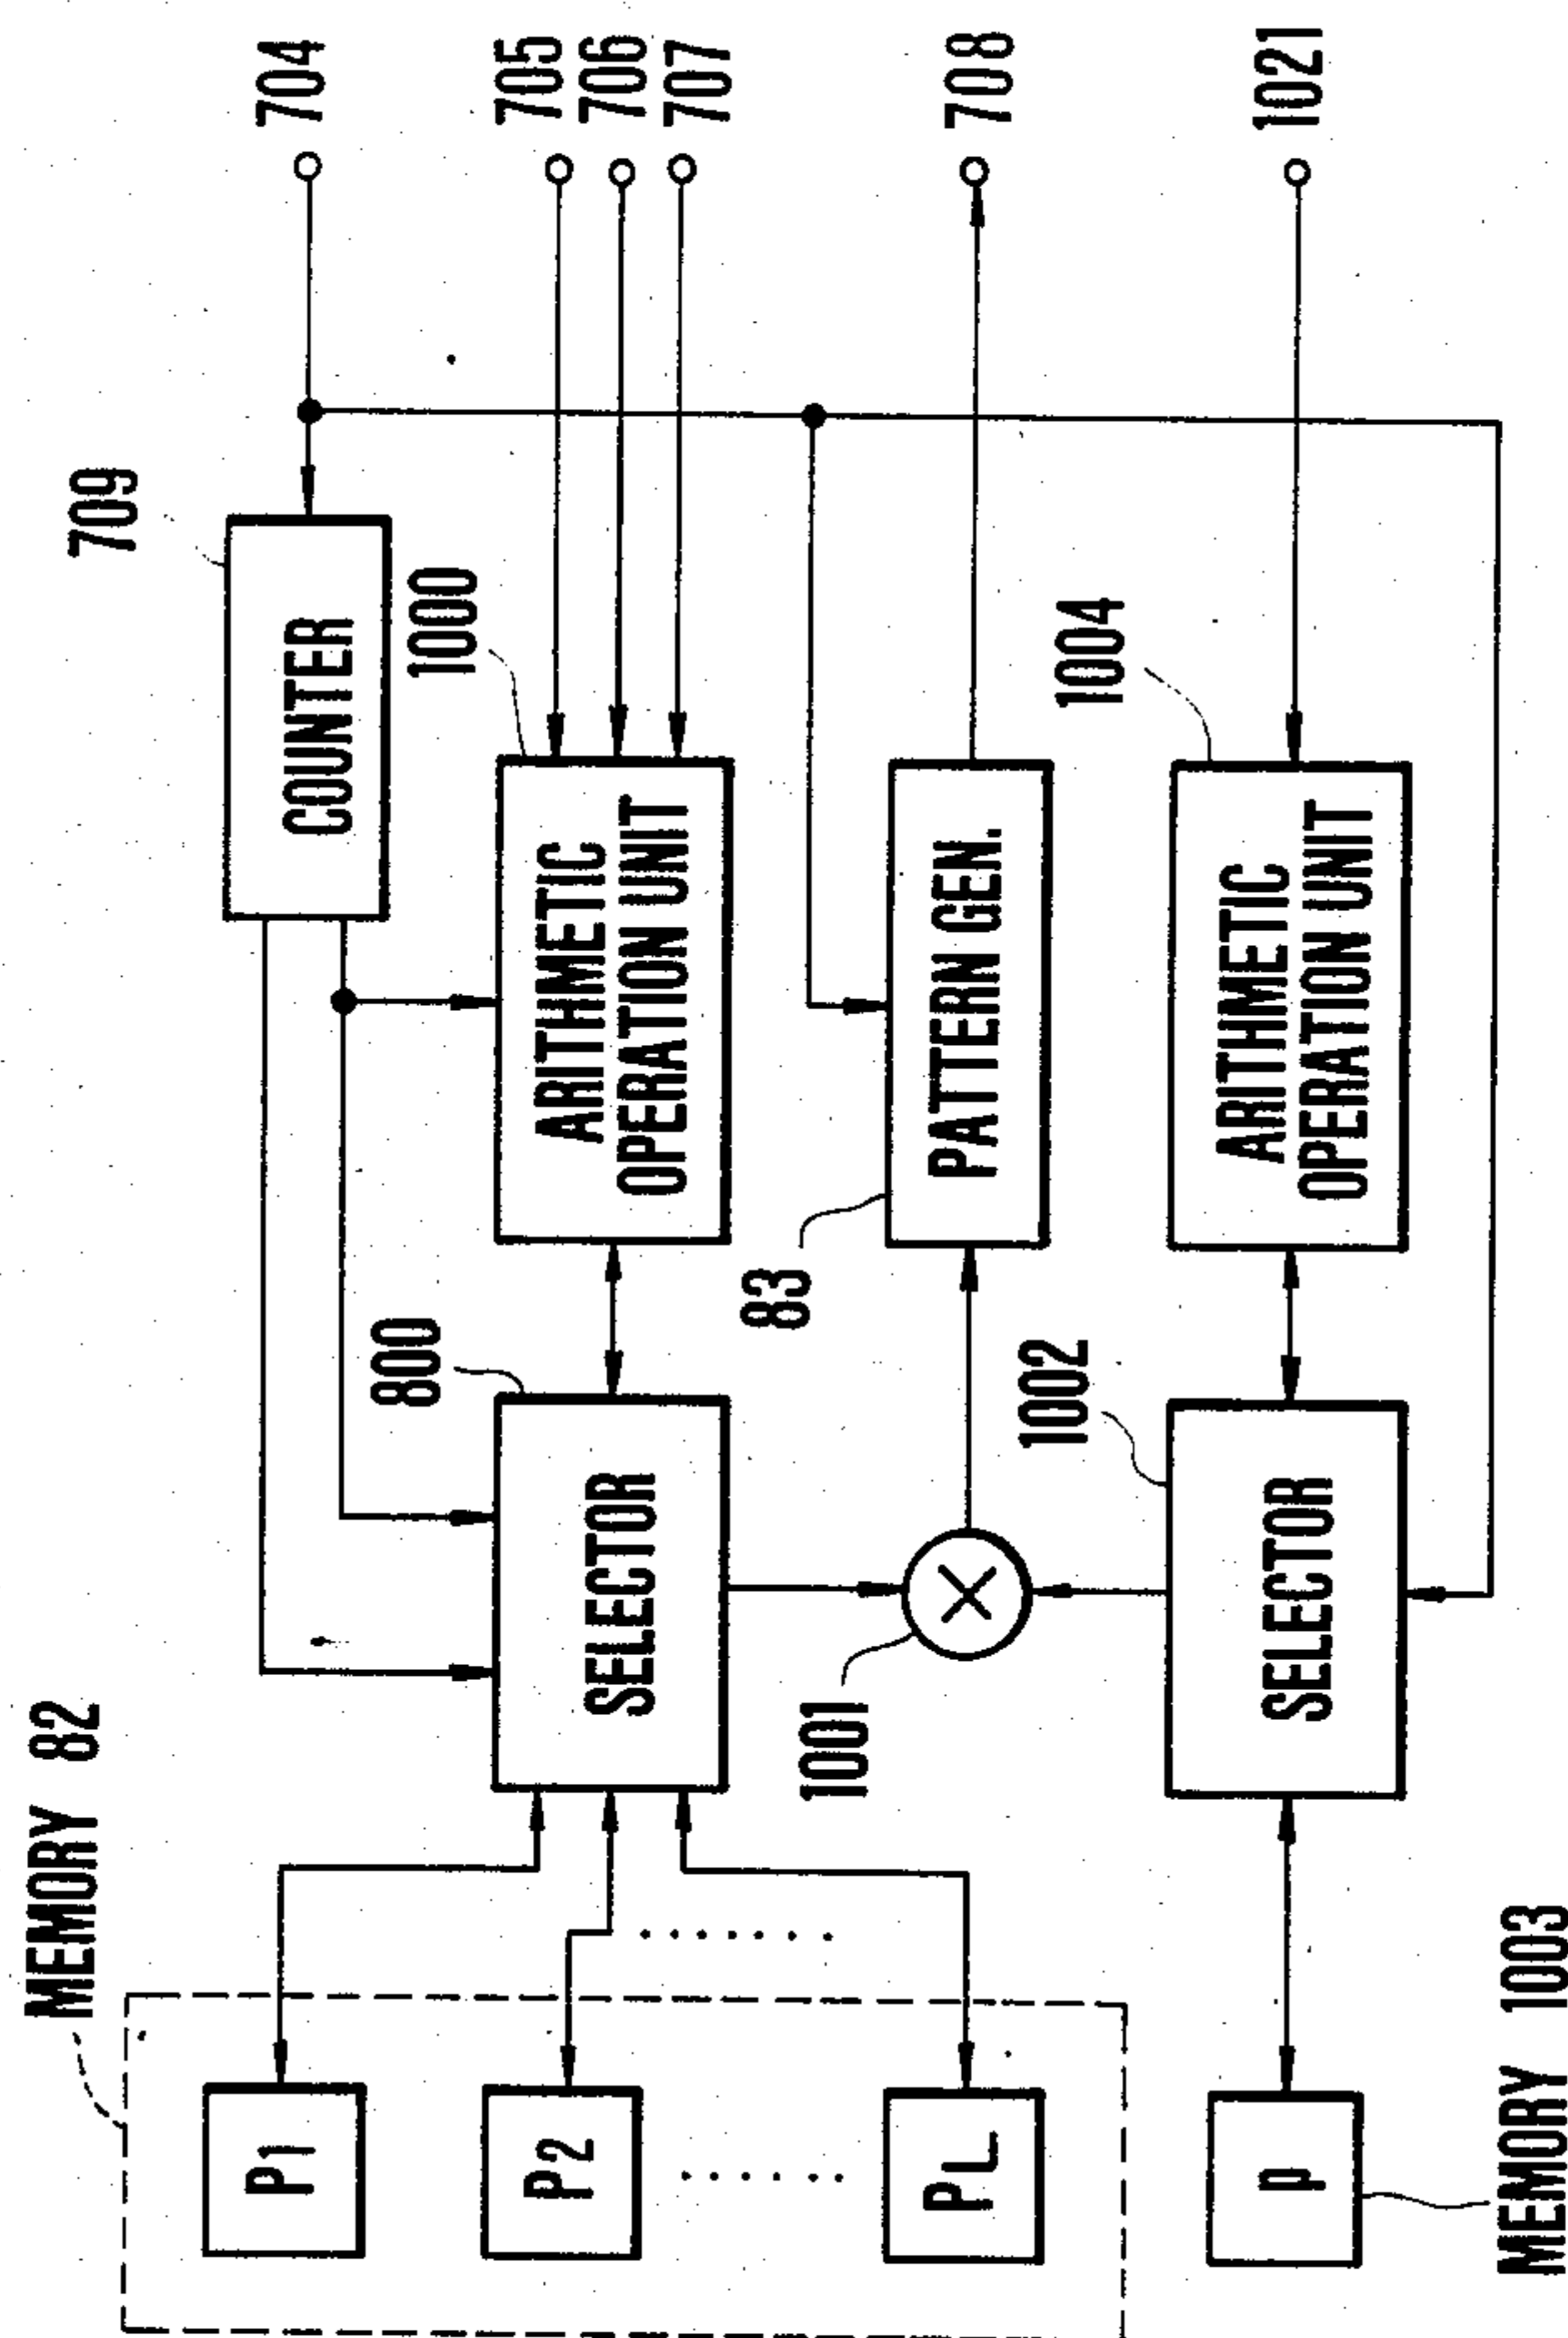 MEMORY 82
P1
P2
PL
MEMORY 1003
p
SELECTOR
800
SELECTOR
1002
1001
COUNTER
709
ARITHMETIC
OPERATION UNIT
1000
PATTERN GEN.
83
ARITHMETIC
OPERATION UNIT
1004
704
705
706
707
708
1021